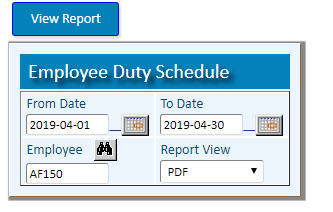 View Report
Employee Duty Schedule
From Date To Date
2019-04-01 2019-04-30
Employee Report View
AF150 PDF